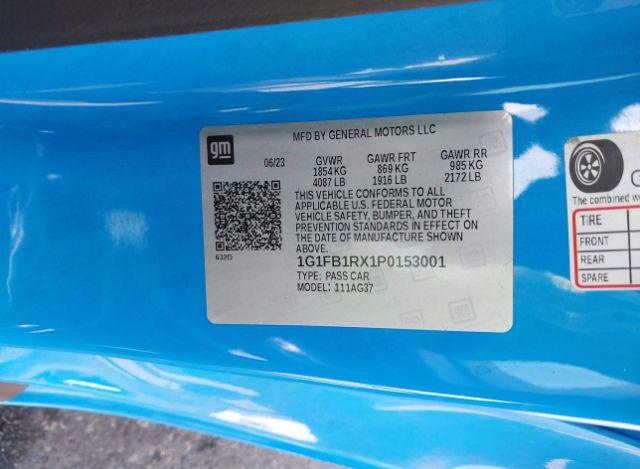 gm
MFD BY GENERAL MOTORS LLC
06/23 GVWR GAWR FRT GAWR RR
1854KG 869 KG 985 KG
4087 LB 1916 LB 2172 LB
THIS VEHICLE CONFORMS TO ALL
APPLICABLE U.S. FEDERAL MOTOR
VEHICLE SAFETY, BUMPER, AND THEFT
PREVENTION STANDARDS IN EFFECT ON
THE DATE OF MANUFACTURE SHOWN
ABOVE.
632D
1G1FB1RX1P0153001
TYPE: PASS CAR
MODEL: 111AG37
The combined
TIRE
FRONT
REAR
SPARE